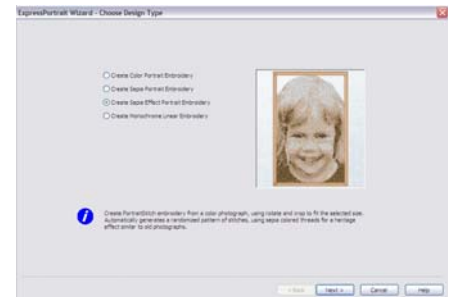 ExpressPortrait Wizard - Choose Design Type
Create Color Portrait Embroidery
Create Sepia Portrait Embroidery
Create Sepia Effect Portrait Embroidery
Create Monochrome Linear Embroidery
Create PortraitStitch embroidery from a color photograph, using rotate and crop to fit the selected size.
Automatically generates a randomized pattern of stitches, using sepia colored threads for a heritage
effect similar to old photographs.
< Back
Next >
Cancel
Help